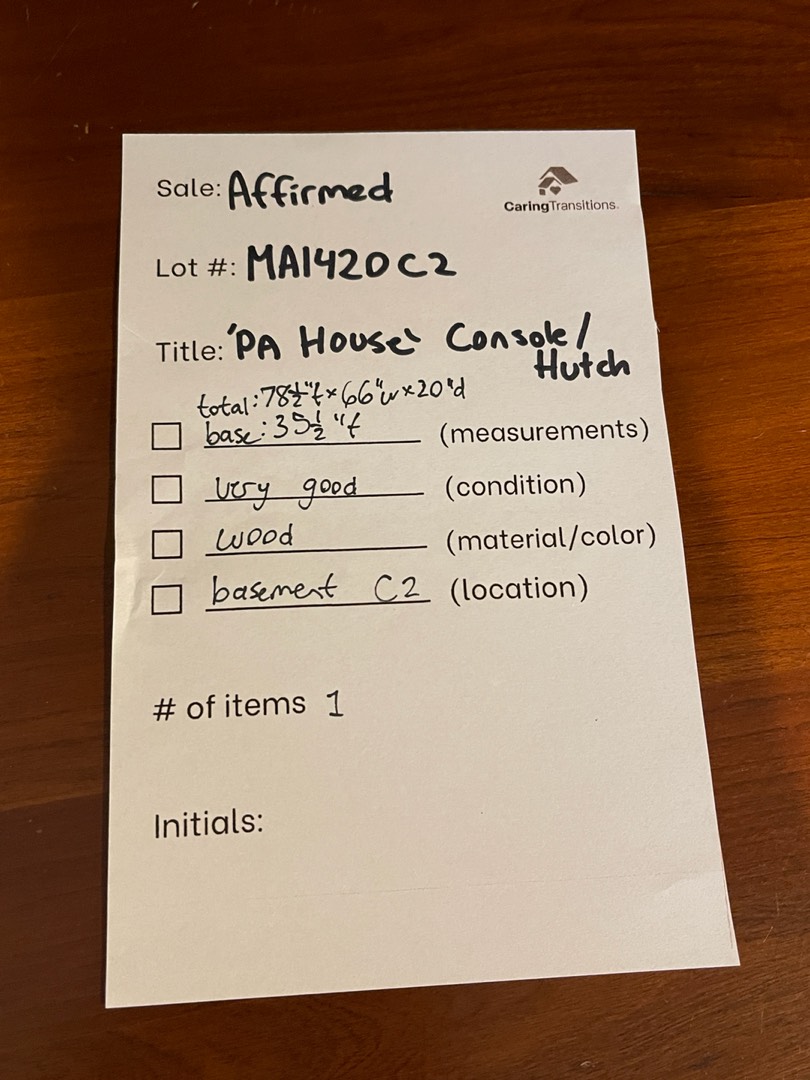 Sale: Affirmed
CaringTransitions.
Lot #: MA1420C2
Title: 'PA House' Console/
Hutch
total: 78½"t x 66"w x 20"d
base: 35½"t (measurements)
very good (condition)
wood (material/color)
basement C2 (location)
# of items 1
Initials: